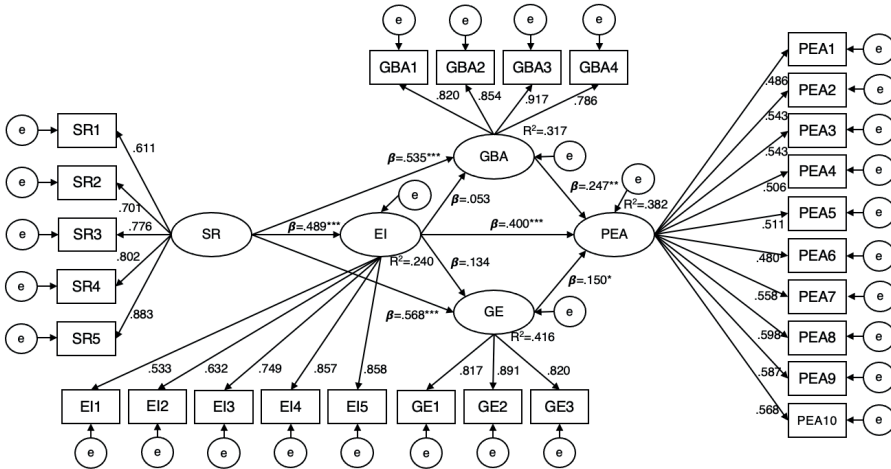 e e e e
GBA1 GBA2 GBA3 GBA4
.820 .854 .917 .786
R²=.317
GBA e
β=.535***
β=.247**
e SR1
.611
e SR2
.701
e SR3
.776
e SR4
.802
e SR5
.883
SR
β=.489***
e
EI
R²=.240
β=.053
β=.400***
β=.134
β=.568***
e
R²=.382
PEA
β=.150*
GE e
R²=.416
.533 .632 .749 .857 .858
EI1 EI2 EI3 EI4 EI5
e e e e e
.817 .891 .820
GE1 GE2 GE3
e e e
PEA1 e
.486
PEA2 e
.543
PEA3 e
.543
PEA4 e
.506
PEA5 e
.511
PEA6 e
.480
PEA7 e
.558
PEA8 e
.598
PEA9 e
.587
PEA10 e
.568